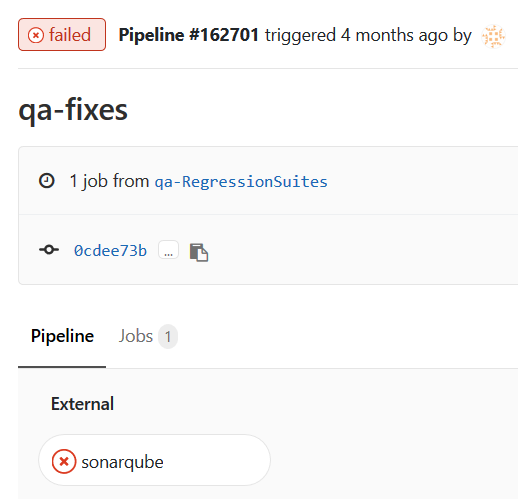 failed Pipeline #162701 triggered 4 months ago by
qa-fixes
1 job from qa-RegressionSuites
0cdee73b ...
Pipeline Jobs 1
External
sonarqube